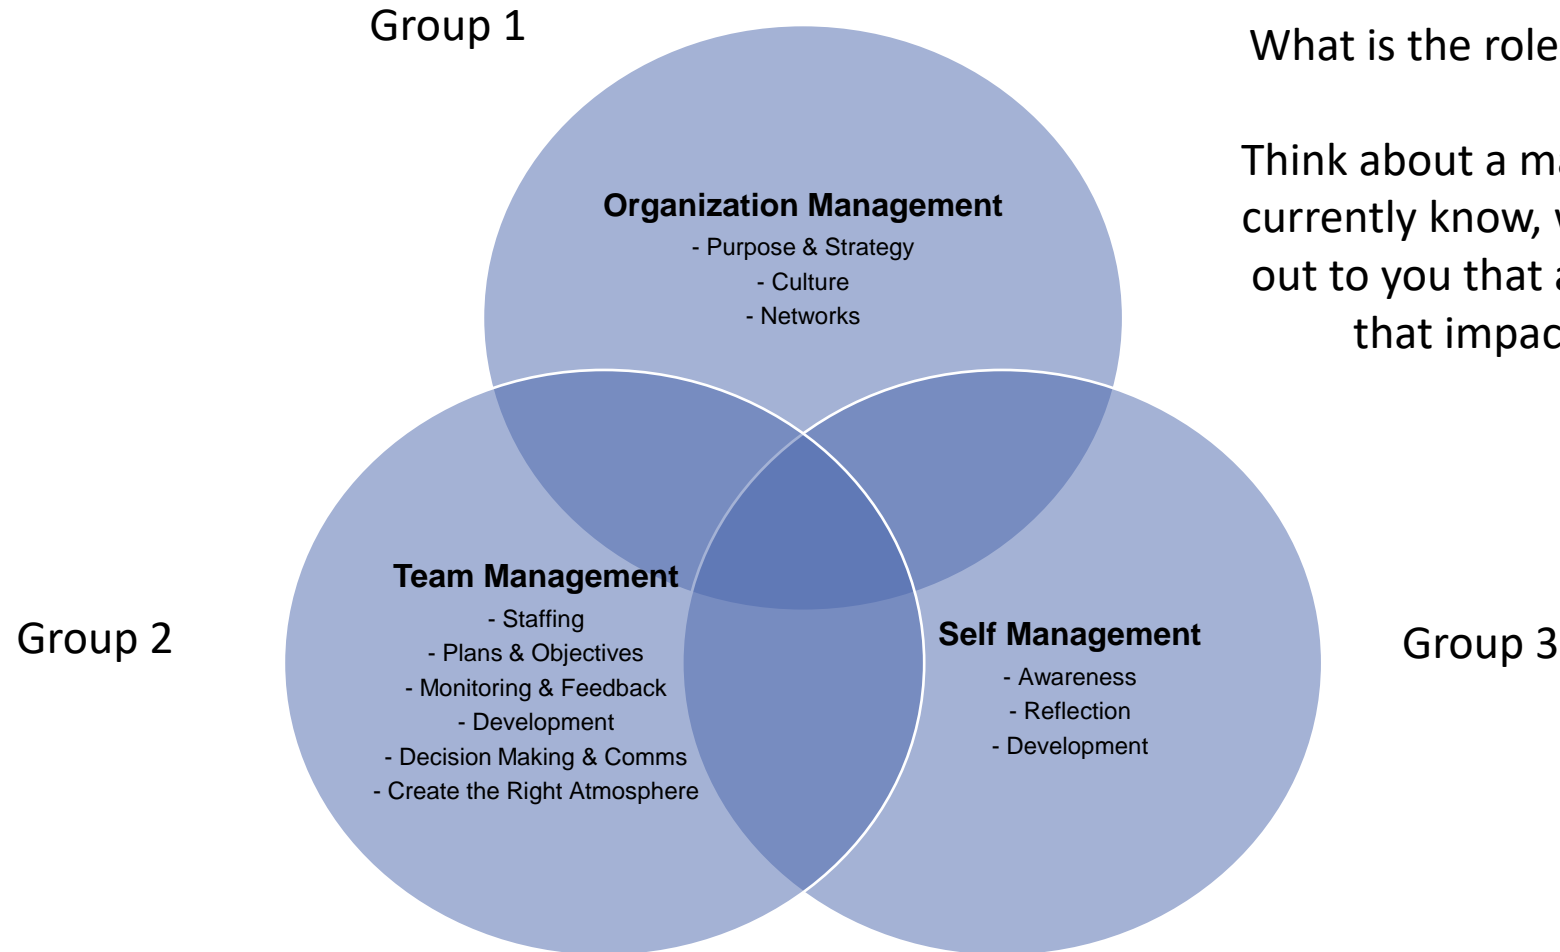 Group 1
What is the role
Think about a
currently know,
out to you that
that
Organization Management
- Purpose & Strategy
- Culture
- Networks
Team Management
- Staffing
- Plans & Objectives
- Monitoring & Feedback
- Development
- Decision Making & Comms
- Create the Right Atmosphere
Group 2
Self Management
- Awareness
- Reflection
- Development
Group 3